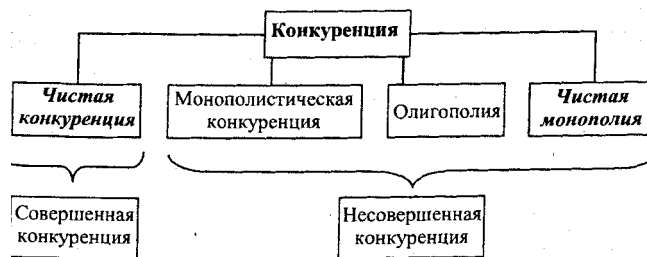 Конкуренция
Чистая
конкуренция
Монополистическая
конкуренция
Олигополия
Чистая
монополия
Совершенная
конкуренция
Несовершенная
конкуренция